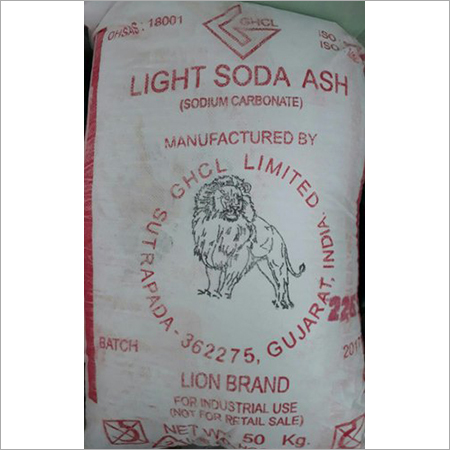 GHCL
OHSAS: 18001
ISO
ISO
LIGHT SODA ASH
(SODIUM CARBONATE)
MANUFACTURED BY
GHCL LIMITED,
SUTRAPADA-362275, GUJARAT, INDIA.
BATCH
LION BRAND
FOR INDUSTRIAL USE
(NOT FOR RETAIL SALE)
NET WT. 50 Kg.